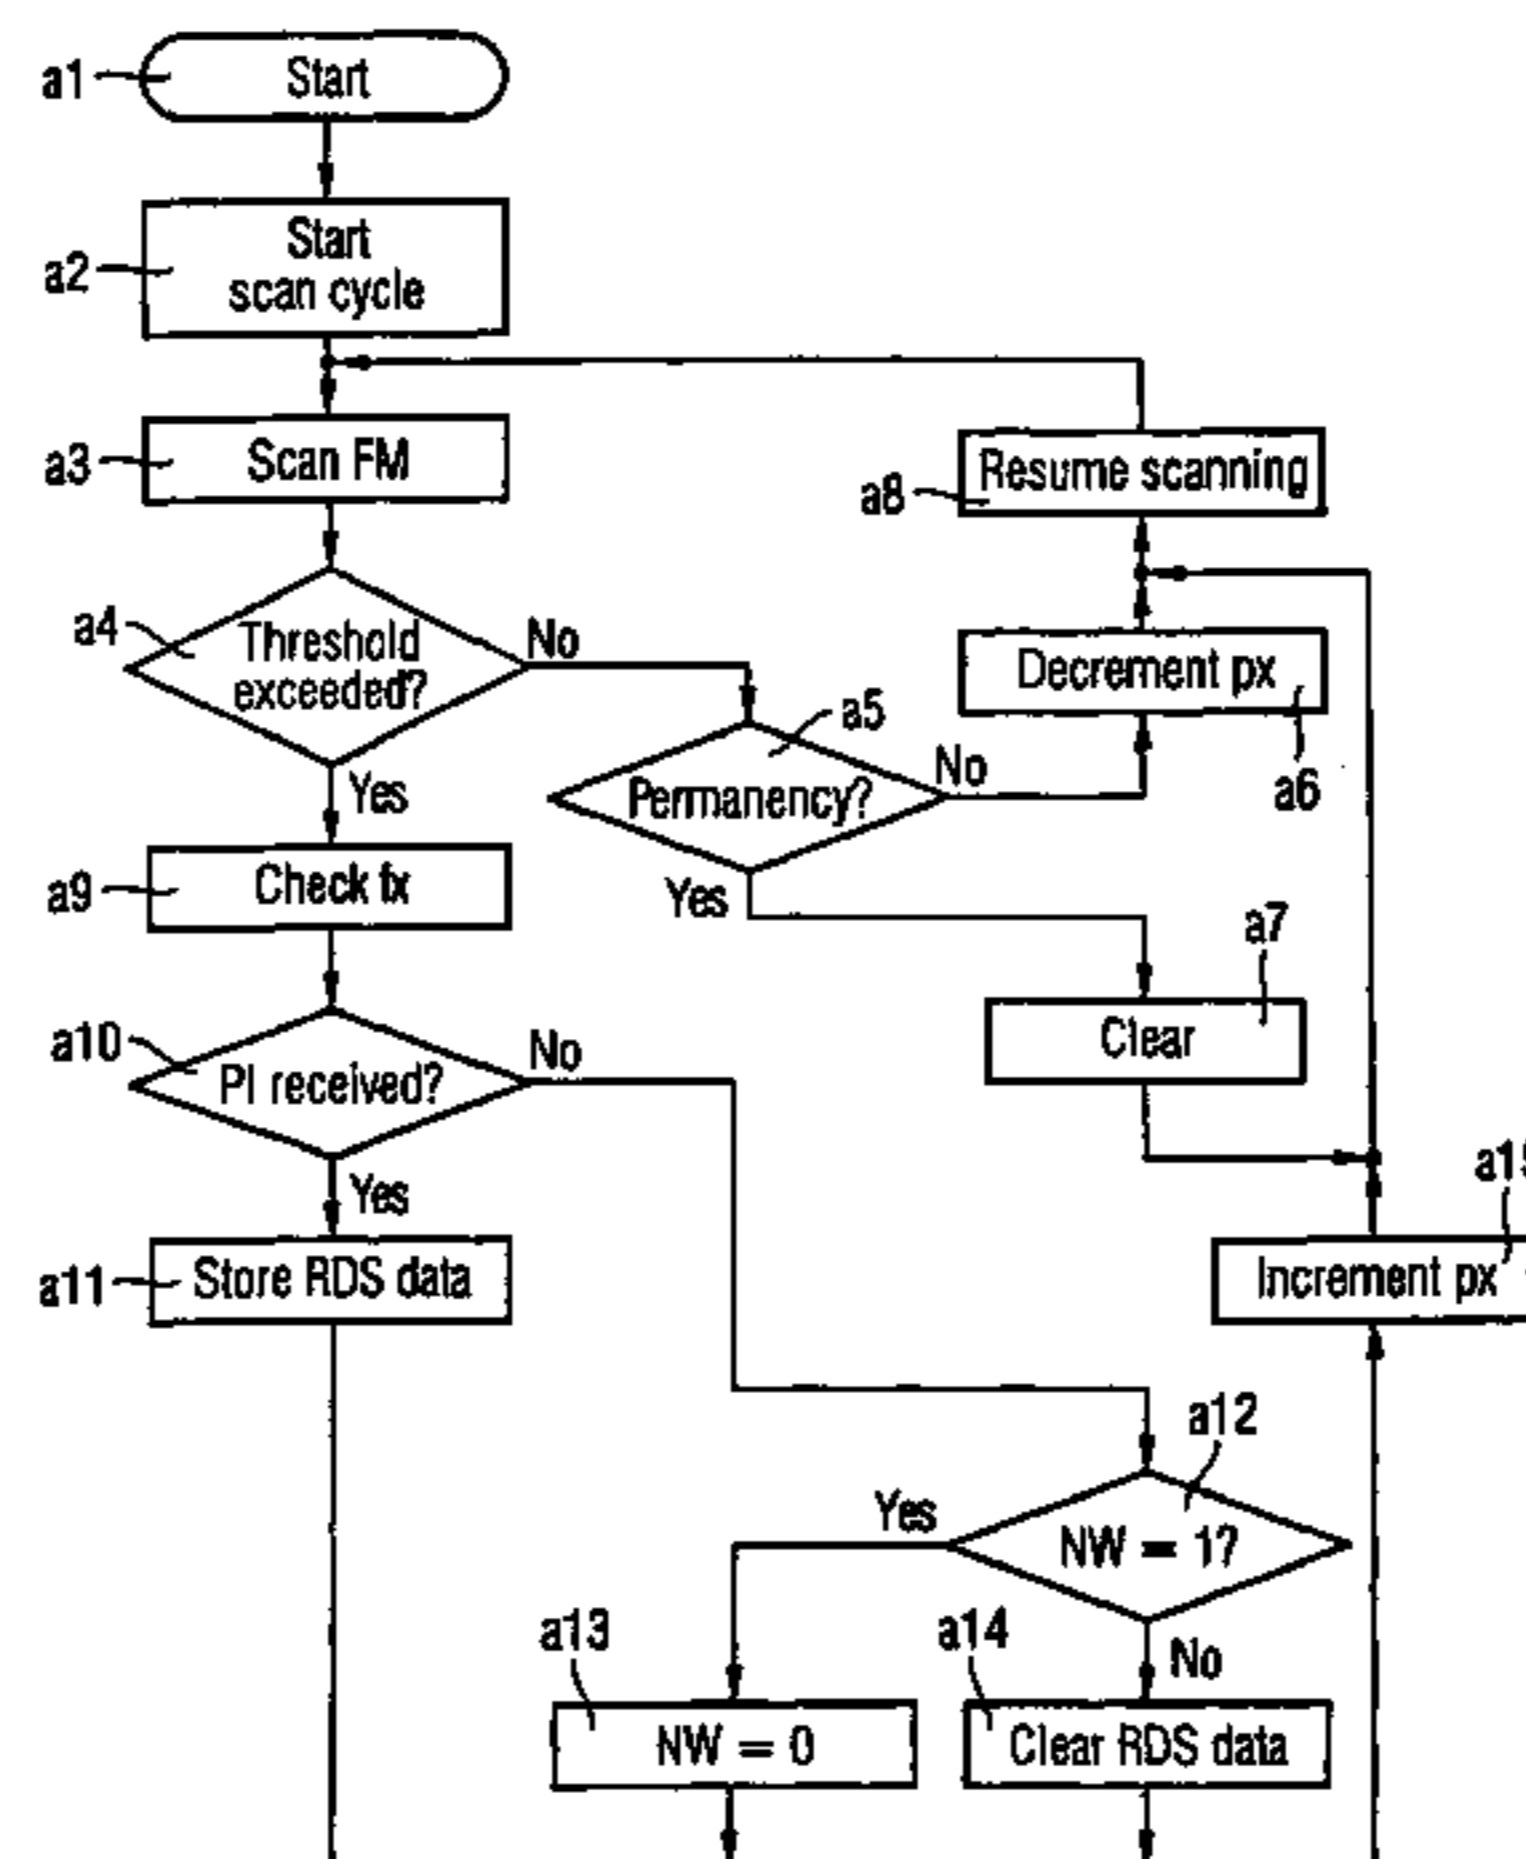 a1
Start
a2
Start
scan cycle
a3
Scan FM
a8
Resume scanning
a4
Threshold
exceeded?
No
Yes
a5
Permanency?
No
Yes
Decrement px
a6
a9
Check fx
a7
Clear
a10
PI received?
No
Yes
a11
Store RDS data
Increment px
a12
NW = 1?
Yes
No
a13
NW = 0
a14
Clear RDS data